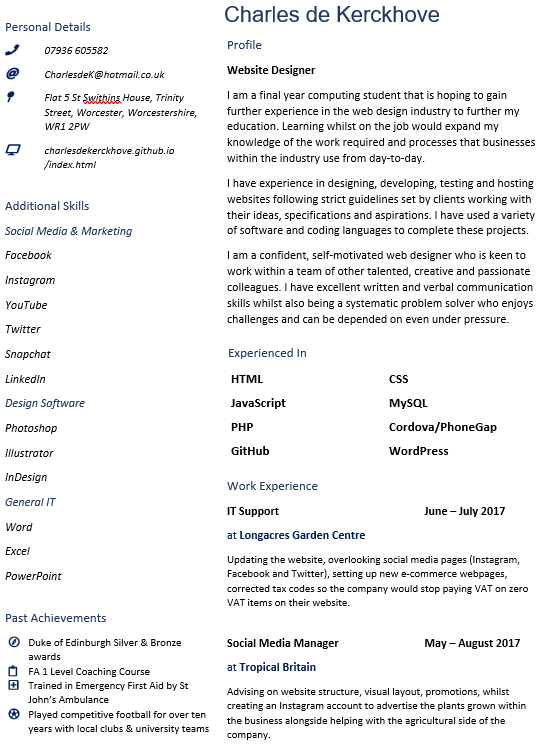 Charles de Kerckhove
Personal Details
07936 605582
CharlesdeK@hotmail.co.uk
Flat 5 St Swithins House, Trinity
Street, Worcester, Worcestershire,
WR1 2PW
charlesdekerckhove.github.io
/index.html
Additional Skills
Social Media & Marketing
Facebook
Instagram
YouTube
Twitter
Snapchat
LinkedIn
Design Software
Photoshop
Illustrator
InDesign
General IT
Word
Excel
PowerPoint
Past Achievements
Duke of Edinburgh Silver & Bronze
awards
FA 1 Level Coaching Course
Trained in Emergency First Aid by St
John's Ambulance
Played competitive football for over ten
years with local clubs & university teams
Profile
Website Designer
I am a final year computing student that is hoping to gain
further experience in the web design industry to further my
education. Learning whilst on the job would expand my
knowledge of the work required and processes that businesses
within the industry use from day-to-day.
I have experience in designing, developing, testing and hosting
websites following strict guidelines set by clients working with
their ideas, specifications and aspirations. I have used a variety
of software and coding languages to complete these projects.
I am a confident, self-motivated web designer who is keen to
work within a team of other talented, creative and passionate
colleagues. I have excellent written and verbal communication
skills whilst also being a systematic problem solver who enjoys
challenges and can be depended on even under pressure.
Experienced In
HTML CSS
JavaScript MySQL
PHP Cordova/PhoneGap
GitHub WordPress
Work Experience
IT Support June – July 2017
at Longacres Garden Centre
Updating the website, overlooking social media pages (Instagram,
Facebook and Twitter), setting up new e-commerce webpages,
corrected tax codes so the company would stop paying VAT on zero
VAT items on their website.
Social Media Manager May – August 2017
at Tropical Britain
Advising on website structure, visual layout, promotions, whilst
creating an Instagram account to advertise the plants grown within
the business alongside helping with the agricultural side of the
company.